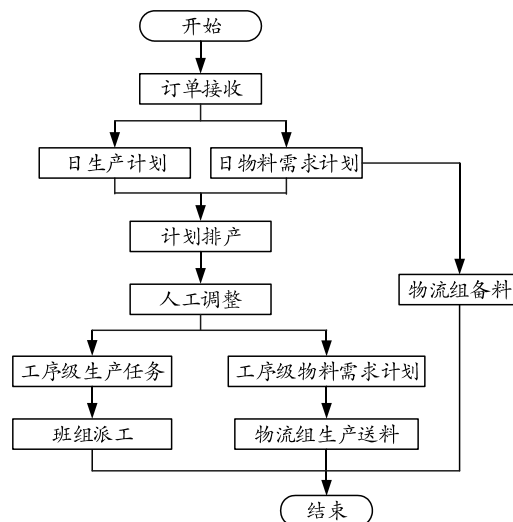 开始
订单接收
日生产计划
日物料需求计划
计划排产
人工调整
物流组备料
工序级生产任务
工序级物料需求计划
班组派工
物流组生产送料
结束